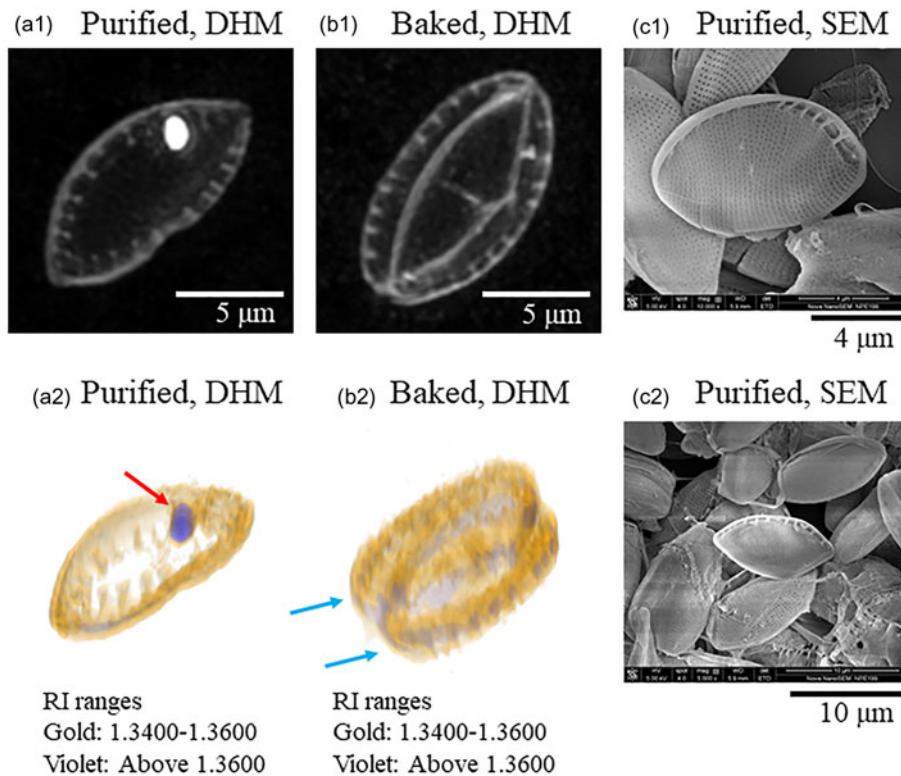 (a1) Purified, DHM
(b1) Baked, DHM
(c1) Purified, SEM
5 μm
5 μm
4 μm
(a2) Purified, DHM
(b2) Baked, DHM
(c2) Purified, SEM
RI ranges
Gold: 1.3400-1.3600
Violet: Above 1.3600
RI ranges
Gold: 1.3400-1.3600
Violet: Above 1.3600
10 μm